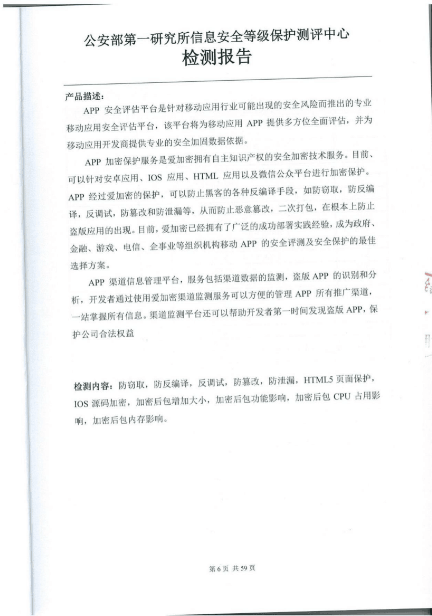 公安部第一研究所信息安全等级保护测评中心
检测报告
产品描述：
APP 安全评估平台是针对移动应用行业可能出现的安全风险而推出的专业
移动应用安全评估平台，该平台将为移动应用 APP 提供多方位全面评估，并为
移动应用开发商提供专业的安全加固数据依据。
APP 加密保护服务是爱加密拥有自主知识产权的安全加密技术服务。目前、
可以针对安卓应用、IOS 应用、HTML 应用以及微信公众平台进行加密保护。
APP 经过爱加密的保护，可以防止黑客的各种反编译手段，如防窃取，防反编
译，反调试，防篡改和防泄漏等，从而防止恶意篡改，二次打包，在根本上防止
盗版应用的出现。目前，爱加密已经拥有了广泛的成功部署实践经验，成为政府、
金融、游戏、电信、企事业等组织机构移动 APP 的安全评测及安全保护的最佳
选择方案。
APP 渠道信息管理平台，服务包括渠道数据的监测，盗版 APP 的识别和分
析，开发者通过使用爱加密渠道监测服务可以方便的管理 APP 所有推广渠道，
一站掌握所有信息。渠道监测平台还可以帮助开发者第一时间发现盗版 APP，保
护公司合法权益
检测内容：防窃取，防反编译，反调试，防篡改，防泄漏，HTML5 页面保护，
IOS 源码加密，加密后包增加大小，加密后包功能影响，加密后包 CPU 占用影
响，加密后包内存影响。
第 6 页 共 59 页